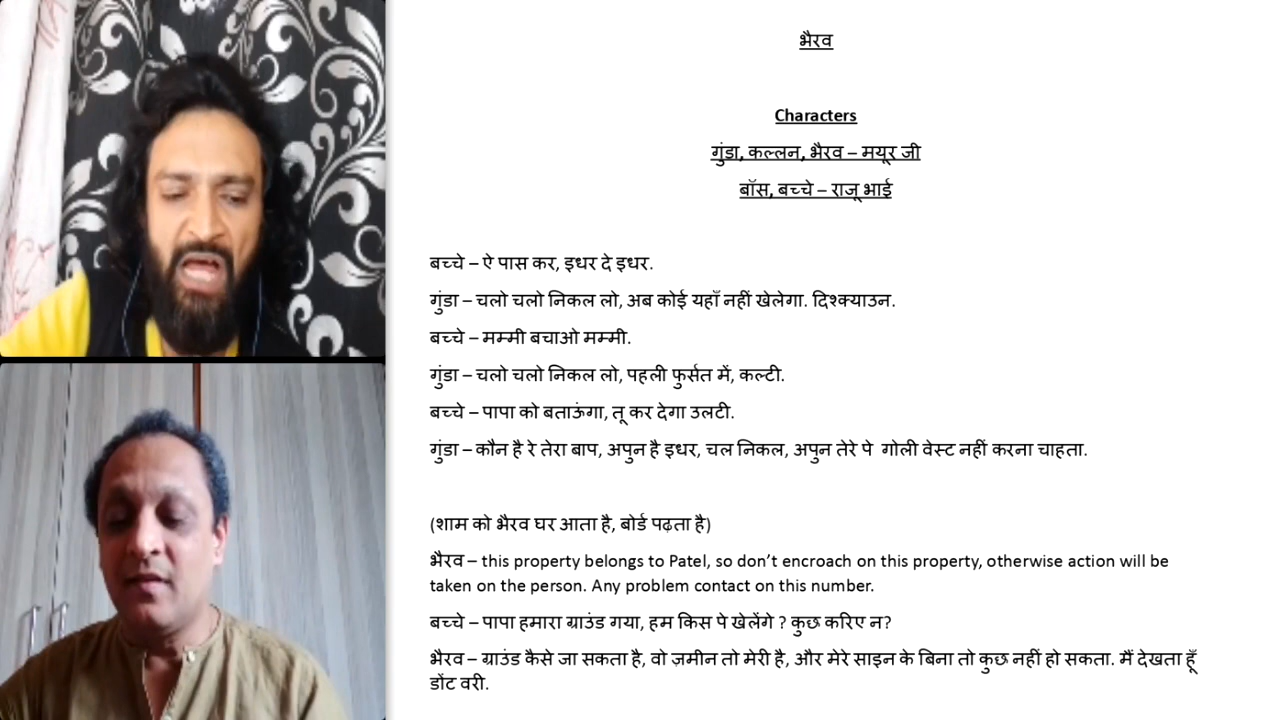 भैरव
Characters
गुंडा, कल्लन, भैरव – मयूर जी
बॉस, बच्चे – राजू भाई
बच्चे – ऐ पास कर, इधर दे इधर.
गुंडा – चलो चलो निकल लो, अब कोई यहाँ नहीं खेलेगा. दिश्क्याउन.
बच्चे – मम्मी बचाओ मम्मी.
गुंडा – चलो चलो निकल लो, पहली फुर्सत में, कल्टी.
बच्चे – पापा को बताऊंगा, तू कर देगा उलटी.
गुंडा – कौन है रे तेरा बाप, अपुन है इधर, चल निकल, अपुन तेरे पे गोली वेस्ट नहीं करना चाहता.
(शाम को भैरव घर आता है, बोर्ड पढ़ता है)
भैरव – this property belongs to Patel, so don’t encroach on this property, otherwise action will be
taken on the person. Any problem contact on this number.
बच्चे – पापा हमारा ग्राउंड गया, हम किस पे खेलेंगे ? कुछ करिए न?
भैरव – ग्राउंड कैसे जा सकता है, वो ज़मीन तो मेरी है, और मेरे साइन के बिना तो कुछ नहीं हो सकता. मैं देखता हूँ
डोंट वरी.